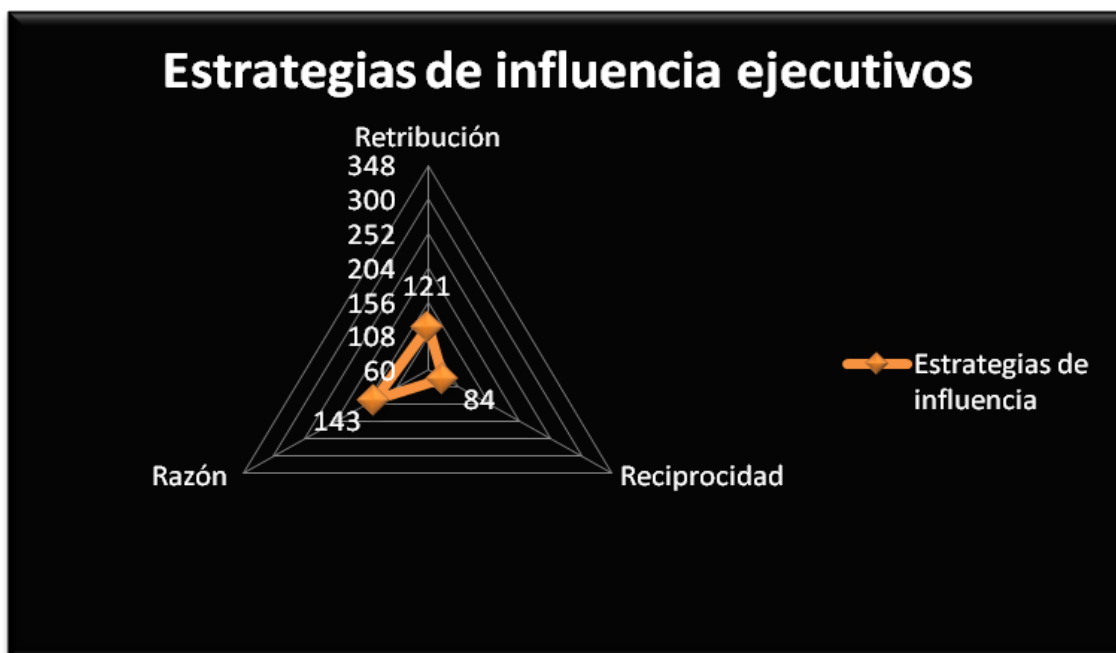 Estrategias de influencia ejecutivos
Retribución
348
300
252
204
121
156
108
60
84
143
Razón
Reciprocidad
Estrategias de
influencia